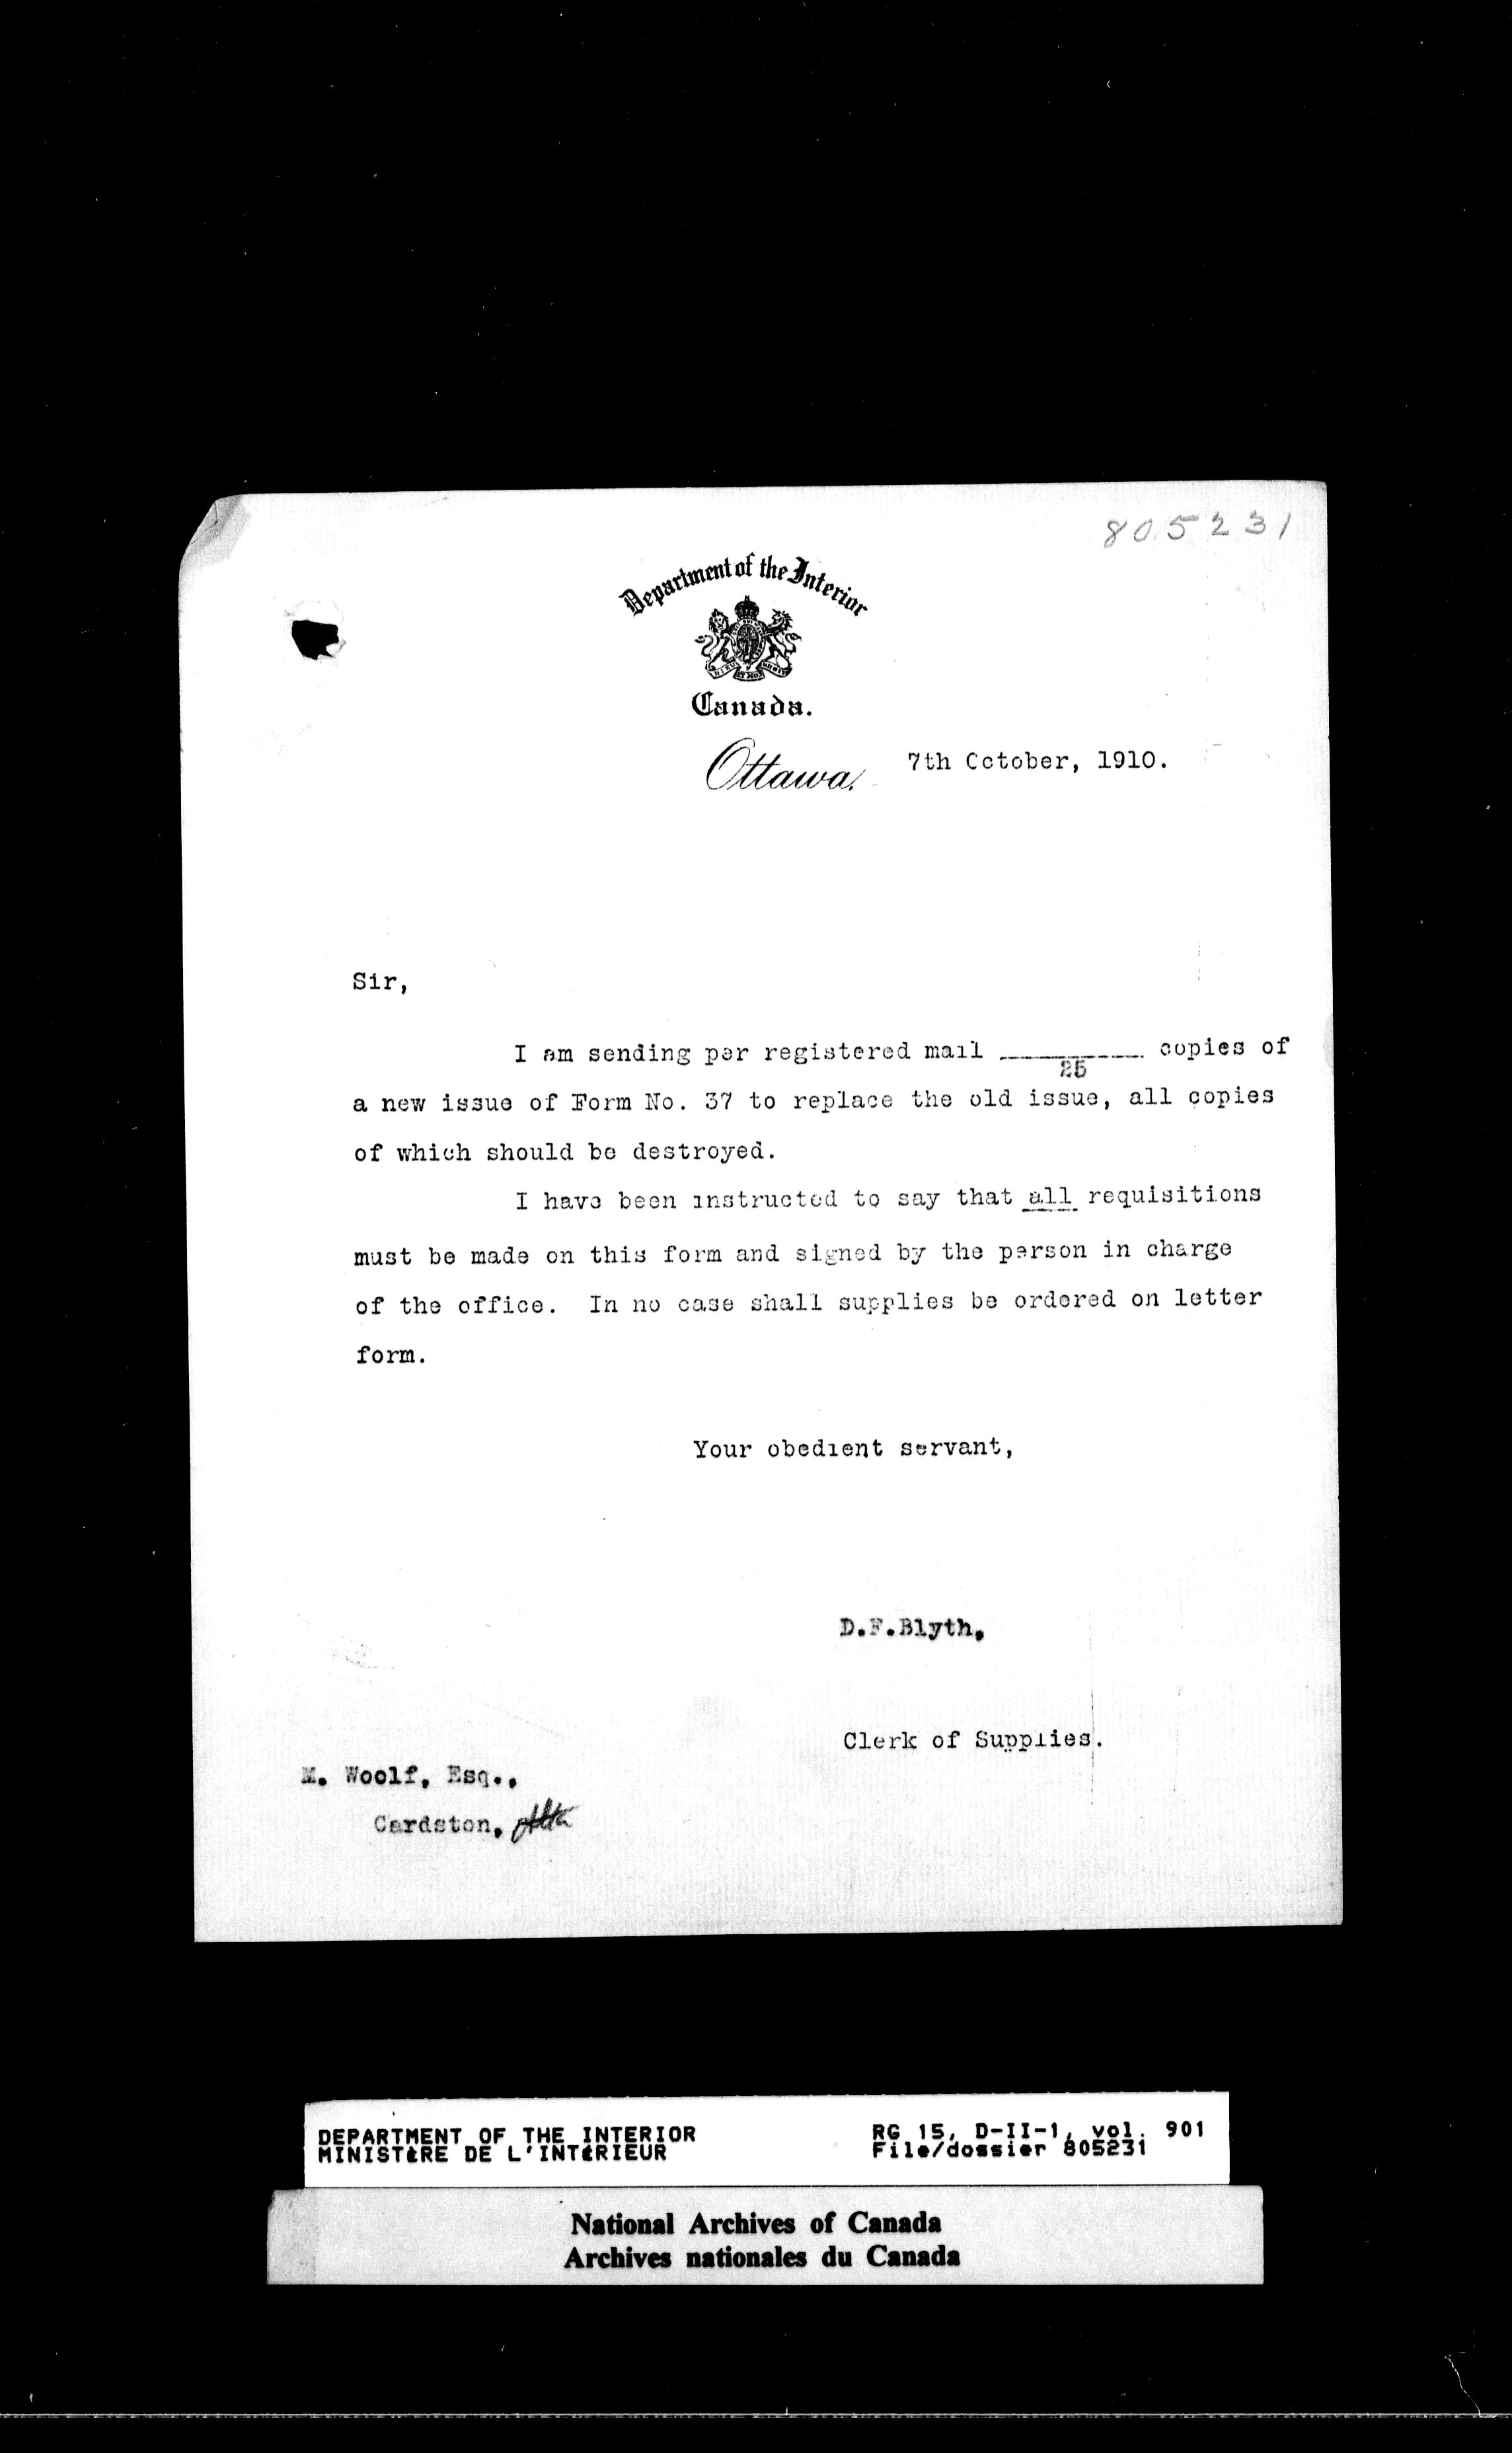 805231
Department of the Interior
Canada.
Ottawa, 7th October, 1910.
Sir,
I am sending per registered mail 25 copies of
a new issue of Form No. 37 to replace the old issue, all copies
of which should be destroyed.
I have been instructed to say that all requisitions
must be made on this form and signed by the person in charge
of the office. In no case shall supplies be ordered on letter
form.
Your obedient servant,
D.F.Blyth,
Clerk of Supplies.
M. Woolf, Esq.,
Cardston, Alta
DEPARTMENT OF THE INTERIOR
MINISTÈRE DE L'INTÉRIEUR
RG 15, D-II-1, vol. 901
File/dossier 805231
National Archives of Canada
Archives nationales du Canada